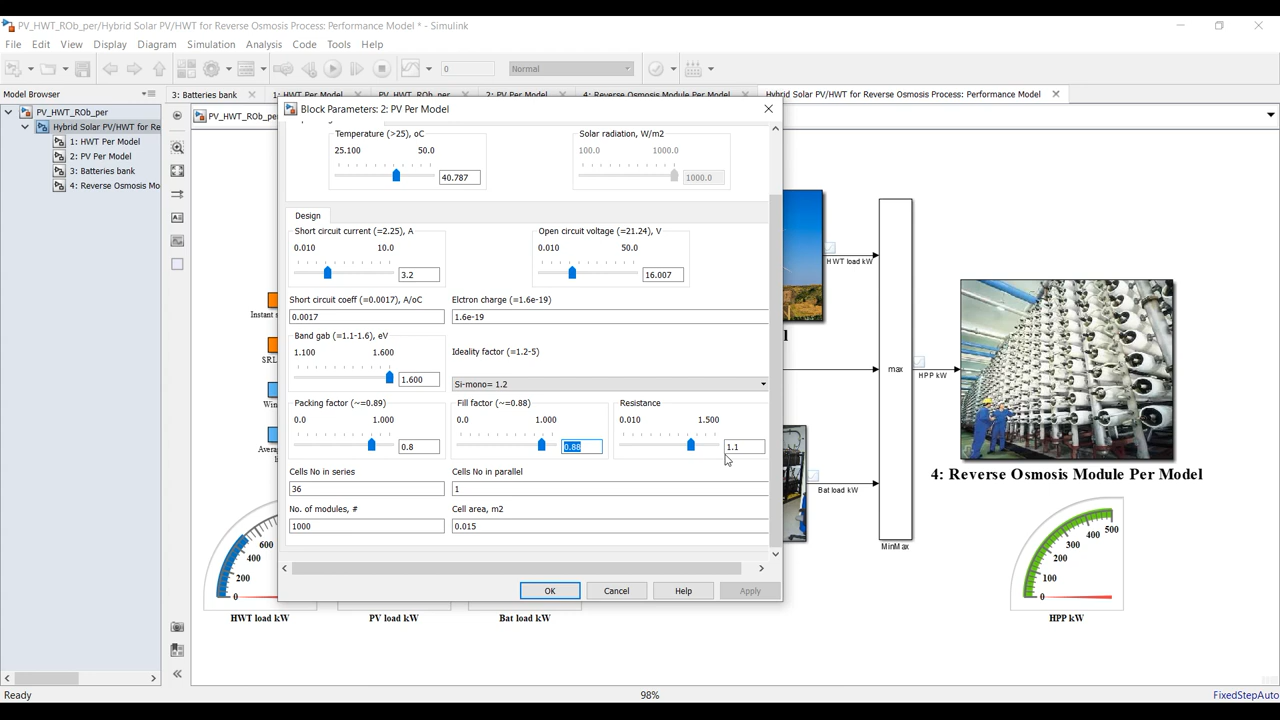 PV_HWT_ROb_per/Hybrid Solar PV/HWT for Reverse Osmosis Process: Performance Model * - Simulink
File Edit View Display Diagram Simulation Analysis Code Tools Help
0 Normal
Model Browser
3: Batteries bank 1: HWT Per Model PV_HWT_ROb_per 2: PV Per Model 4: Reverse Osmosis Module Per Model Hybrid Solar PV/HWT for Reverse Osmosis Process: Performance Model
PV_HWT_ROb_per
Hybrid Solar PV/HWT for Re
1: HWT Per Model
2: PV Per Model
3: Batteries bank
4: Reverse Osmosis Mo
PV_HWT_ROb_per
Block Parameters: 2: PV Per Model
Temperature (>25), oC Solar radiation, W/m2
25.100 50.0 100.0 1000.0
40.787 1000.0
Design
Short circuit current (=2.25), A Open circuit voltage (=21.24), V
0.010 10.0 0.010 50.0
3.2 16.007
Short circuit coeff (=0.0017), A/oC Elctron charge (=1.6e-19)
0.0017 1.6e-19
Band gab (=1.1-1.6), eV
1.100 1.600 Ideality factor (=1.2-5)
1.600 Si-mono= 1.2
Packing factor (~=0.89) Fill factor (~=0.88) Resistance
0.0 1.000 0.0 1.000 0.010 1.500
0.8 0.88 1.1
Cells No in series Cells No in parallel
36 1
No. of modules, # Cell area, m2
1000 0.015
OK Cancel Help Apply
Instant s
SRL
Win
Averag
HWT load kW
l
max
HPP kW
Bat load kW
MinMax
4: Reverse Osmosis Module Per Model
600
400
200
0
HWT load kW PV load kW Bat load kW
500
400
300
200
100
0
HPP kW
Ready 98% FixedStepAuto